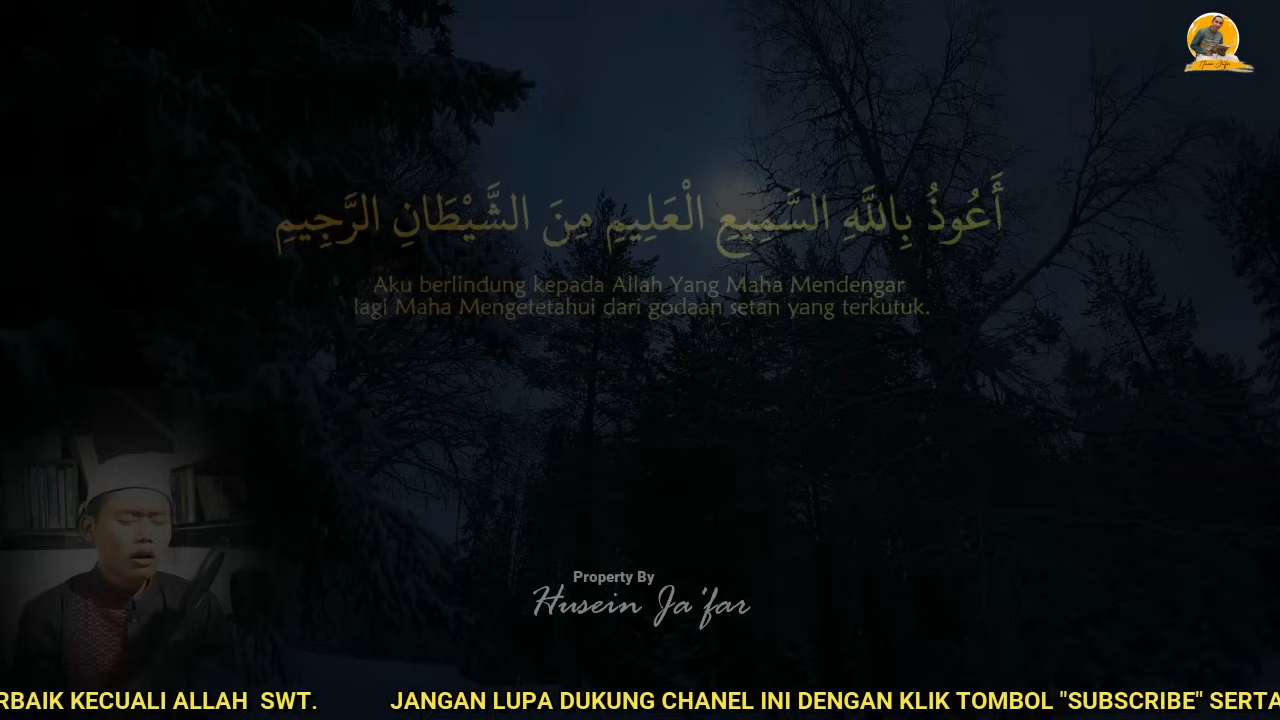 أَعُوذُ بِاللَّهِ السَّمِيعِ الْعَلِيمِ مِنَ الشَّيْطَانِ الرَّجِيمِ
Aku berlindung kepada Allah Yang Maha Mendengar
lagi Maha Mengetetahui dari godaan setan yang terkutuk.
Property By
Husein Ja'far
RBAIK KECUALI ALLAH SWT. JANGAN LUPA DUKUNG CHANEL INI DENGAN KLIK TOMBOL "SUBSCRIBE" SERTA